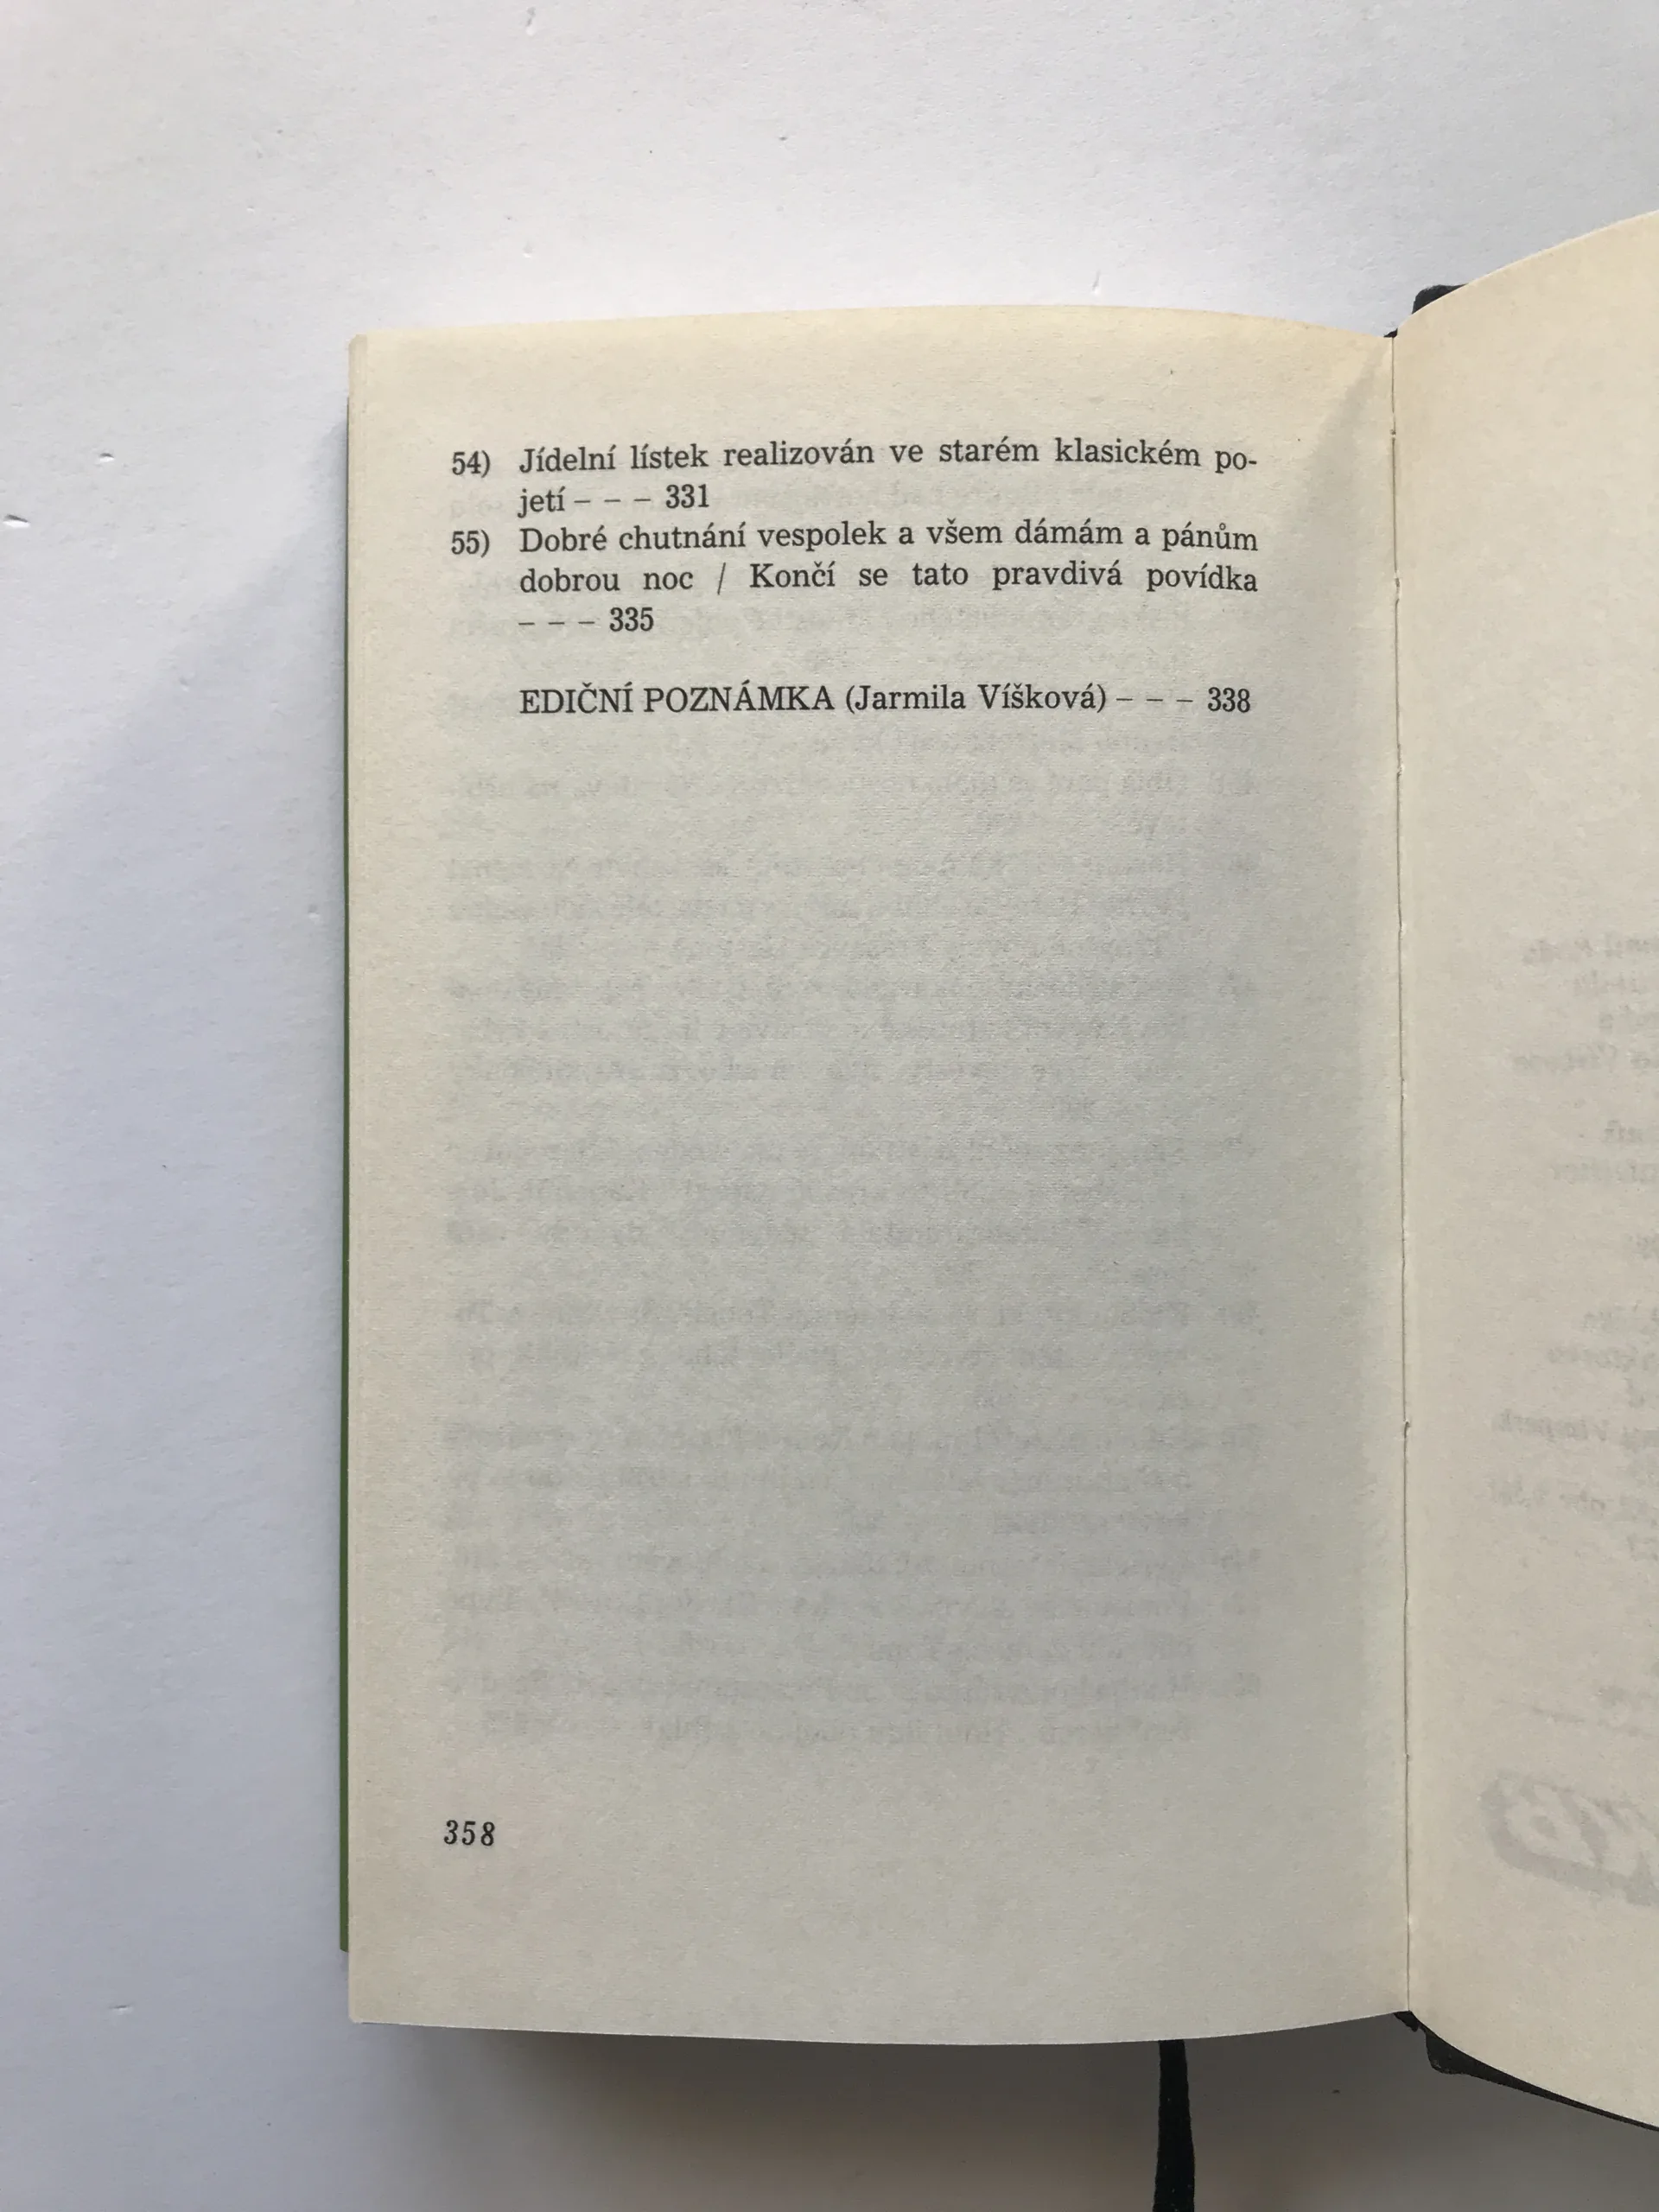 54) Jídelní lístek realizován ve starém klasickém po-
jetí – – – 331
55) Dobré chutnání vespolek a všem dámám a pánům
dobrou noc / Končí se tato pravdivá povídka
– – – 335
EDIČNÍ POZNÁMKA (Jarmila Víšková) – – – 338
358